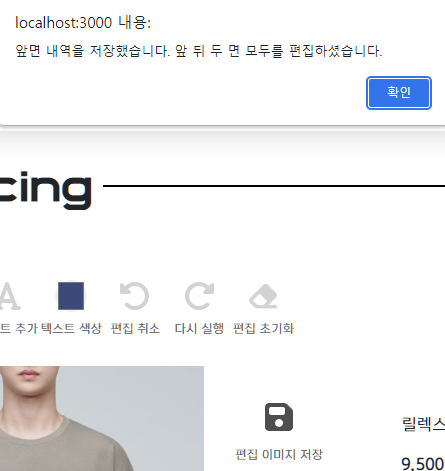 localhost:3000 내용:
앞면 내역을 저장했습니다. 앞 뒤 두 면 모두를 편집하셨습니다.
확인
cing
트 추가 텍스트 색상 편집 취소 다시 실행 편집 초기화
편집 이미지 저장
릴렉스
9,500